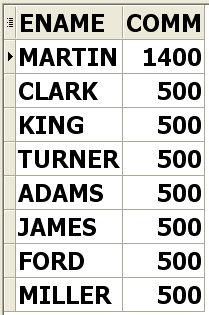 ENAME COMM
MARTIN 1400
CLARK 500
KING 500
TURNER 500
ADAMS 500
JAMES 500
FORD 500
MILLER 500